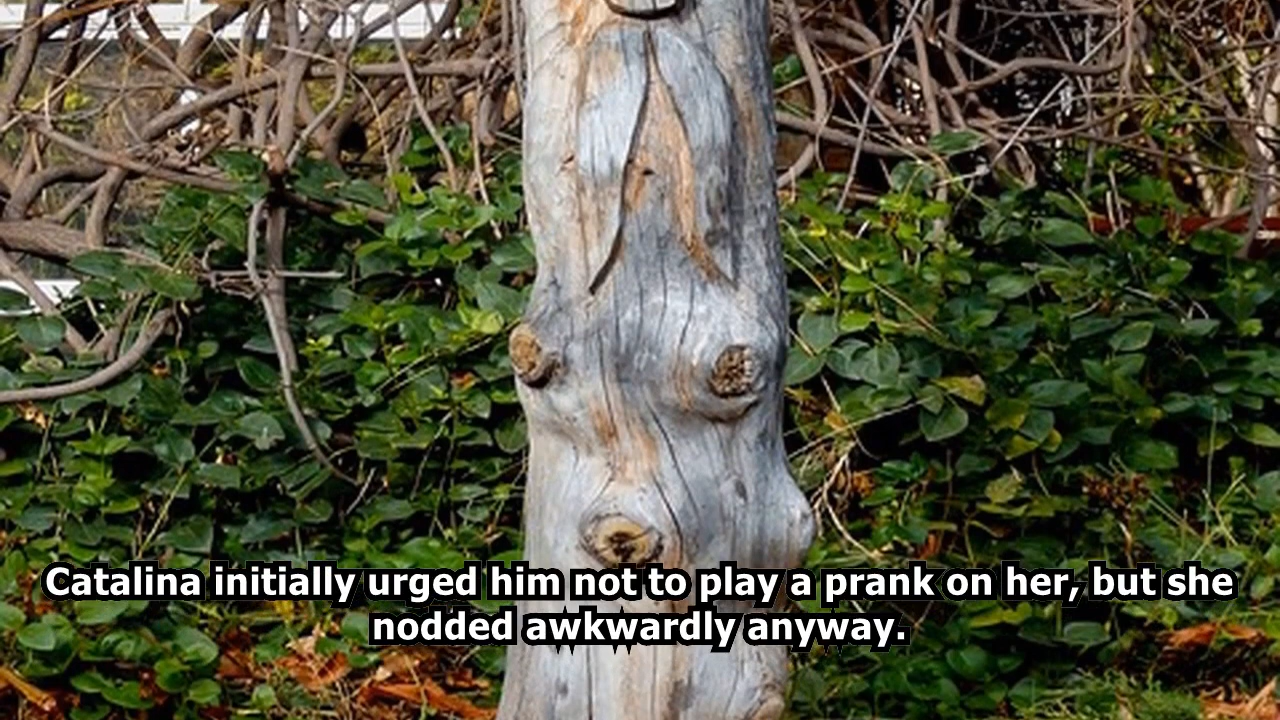 Catalina initially urged him not to play a prank on her, but she
nodded awkwardly anyway.